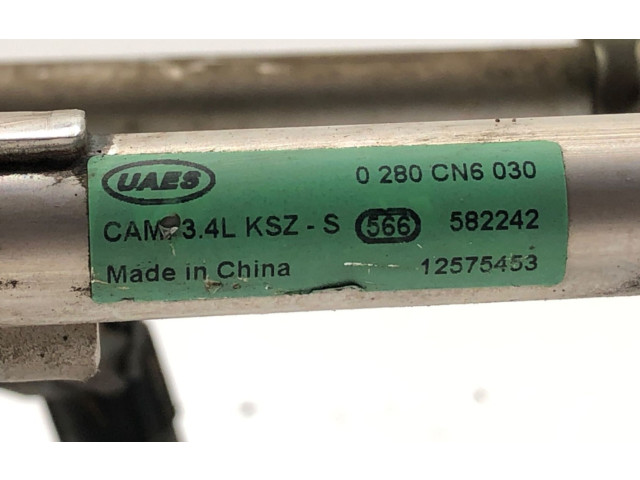 UAES 0 280 CN6 030
CAM. 3.4L KSZ - S 566 582242
Made in China 12575453